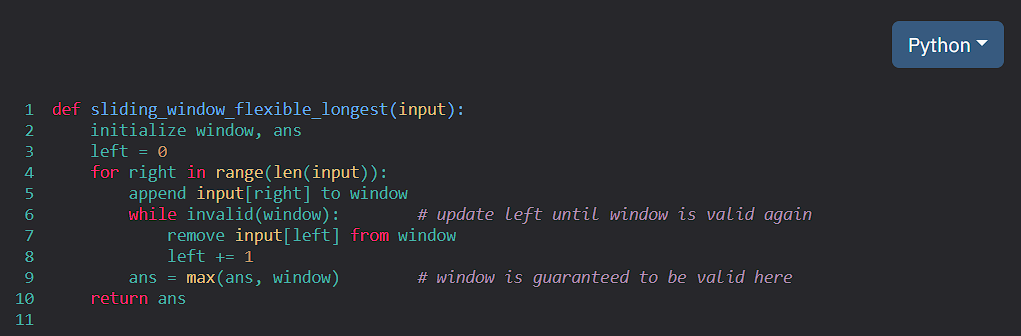 Python
1 def sliding_window_flexible_longest(input):
2     initialize window, ans
3     left = 0
4     for right in range(len(input)):
5         append input[right] to window
6         while invalid(window):        # update left until window is valid again
7             remove input[left] from window
8             left += 1
9         ans = max(ans, window)        # window is guaranteed to be valid here
10     return ans
11